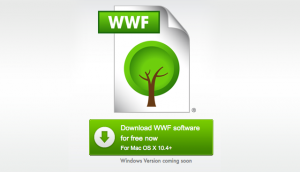 WWF
®
Download WWF software
for free now
For Mac OS X 10.4+
Windows Version coming soon